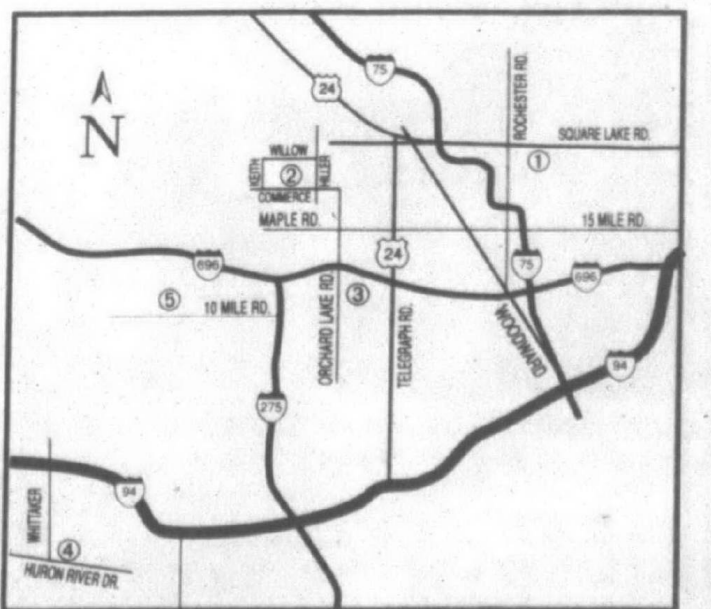 75
24
ROCHESTER RD.
SQUARE LAKE RD.
N
WILLOW
KEITH
HILLER
①
②
COMMERCE
MAPLE RD.
15 MILE RD.
24
75
696
696
③
⑤
10 MILE RD.
ORCHARD LAKE RD.
TELEGRAPH RD.
WOODWARD
94
275
94
WHITTAKER
④
HURON RIVER DR.